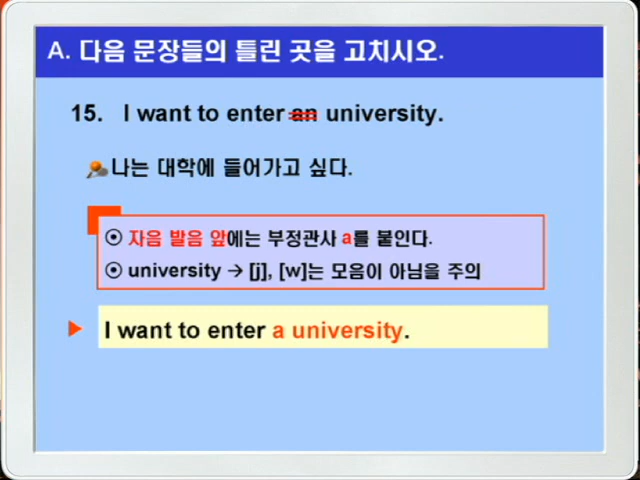 A. 다음 문장들의 틀린 곳을 고치시오.
15. I want to enter an university.
나는 대학에 들어가고 싶다.
⊙ 자음 발음 앞에는 부정관사 a를 붙인다.
⊙ university → [j], [w]는 모음이 아님을 주의
▶ I want to enter a university.